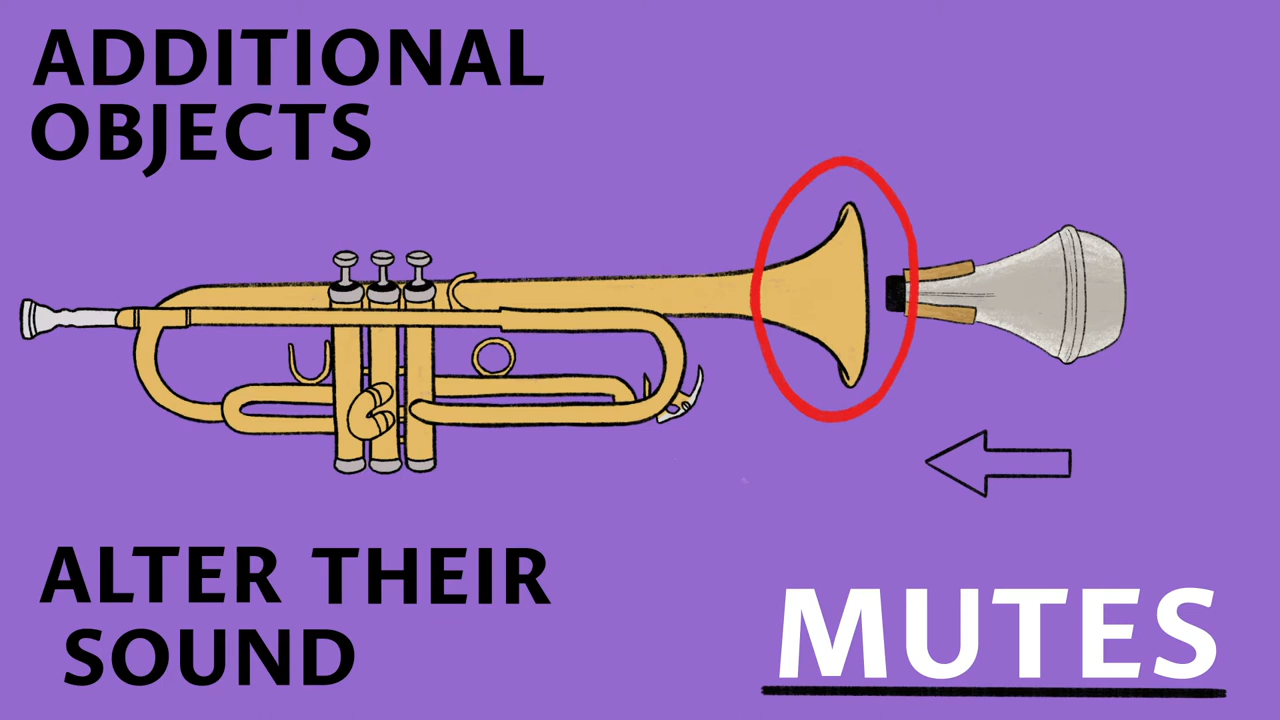 ADDITIONAL
OBJECTS
ALTER THEIR
SOUND
MUTES